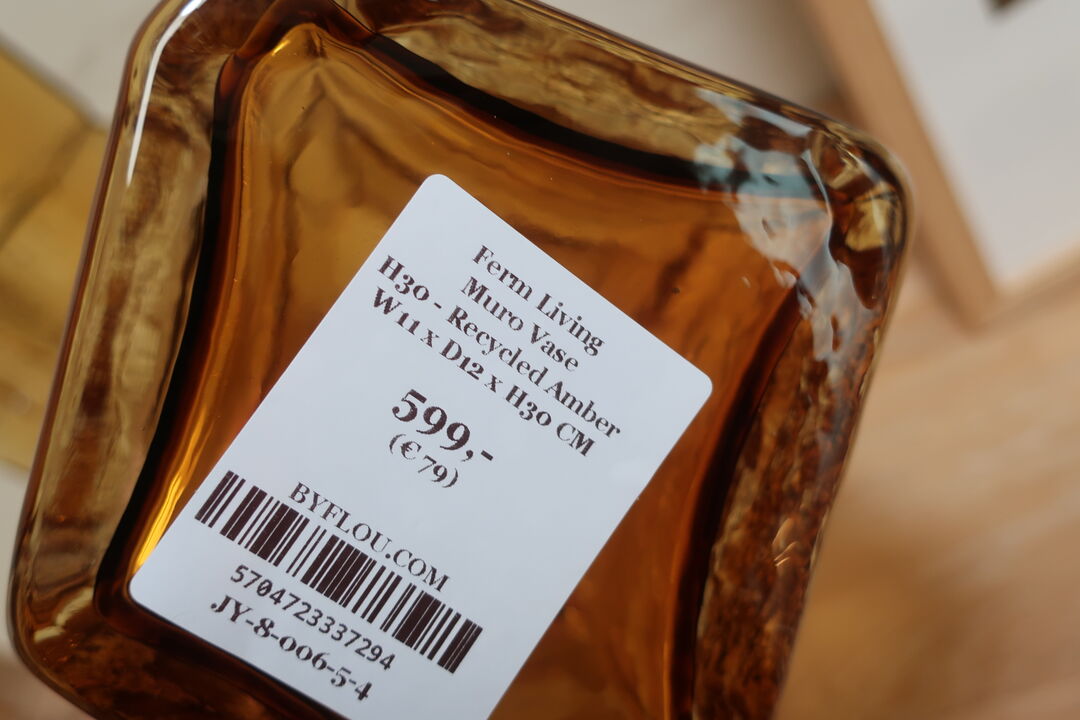 Ferm Living
Muro Vase
H30 - Recycled Amber
W11 x D12 x H30 CM
599,-
(€ 79)
BYFLOU.COM
5704723337294
JY-8-006-5-4